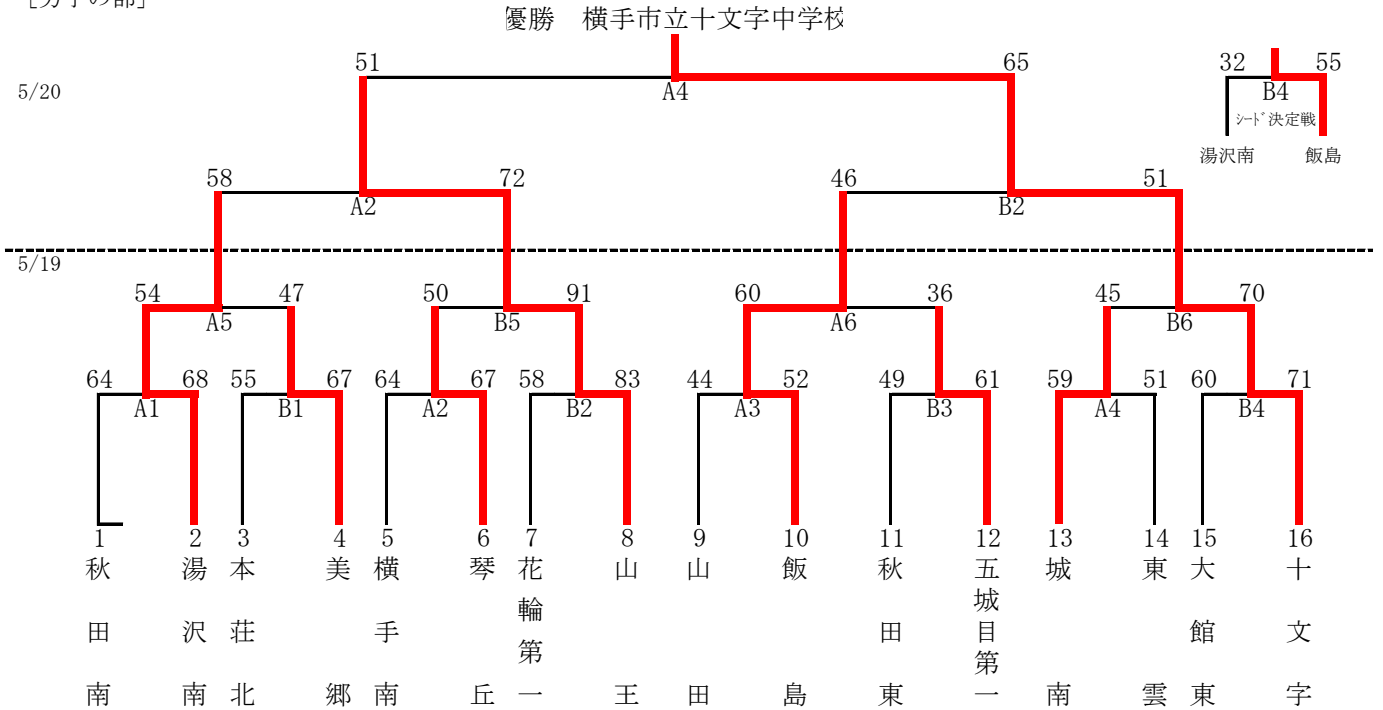 ［男子の部］
優勝 横手市立十文字中学校
51 65 32 55
5/20 A4 B4
シード決定戦
湯沢南 飯島
58 72 46 51
A2 B2
5/19
54 47 50 91 60 36 45 70
A5 B5 A6 B6
64 68 55 67 64 67 58 83 44 52 49 61 59 51 60 71
A1 B1 A2 B2 A3 B3 A4 B4
1 2 3 4 5 6 7 8 9 10 11 12 13 14 15 16
秋田南
湯沢南
本荘北
美郷
横手南
琴丘
花輪第一
山王
山田
飯島
秋田東
五城目第一
城南
東雲
大館東
十文字